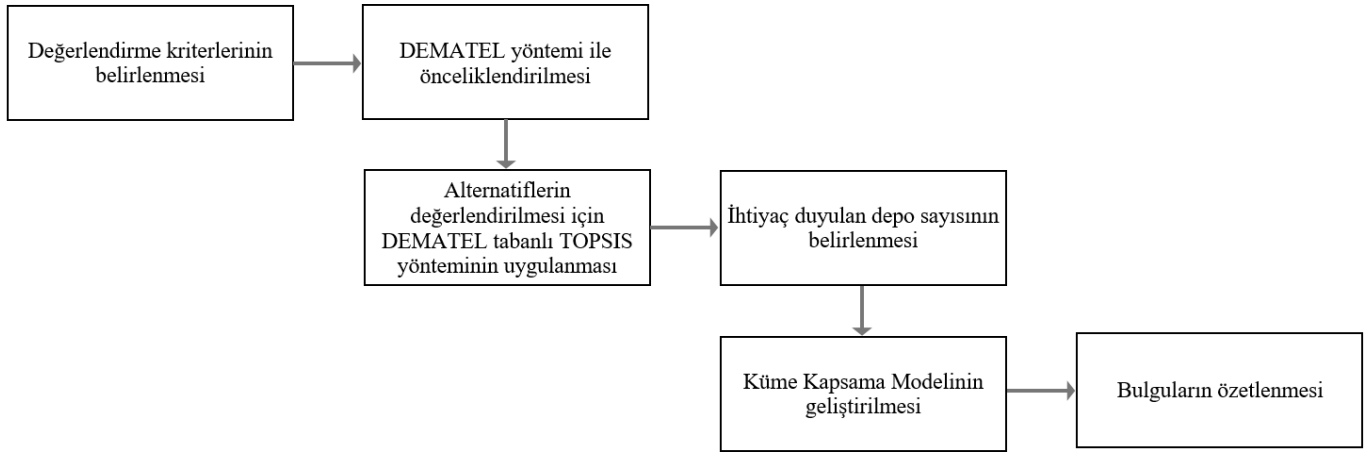 Değerlendirme kriterlerinin
belirlenmesi
DEMATEL yöntemi ile
önceliklendirilmesi
Alternatiflerin
değerlendirilmesi için
DEMATEL tabanlı TOPSIS
yönteminin uygulanması
İhtiyaç duyulan depo sayısının
belirlenmesi
Küme Kapsama Modelinin
geliştirilmesi
Bulguların özetlenmesi